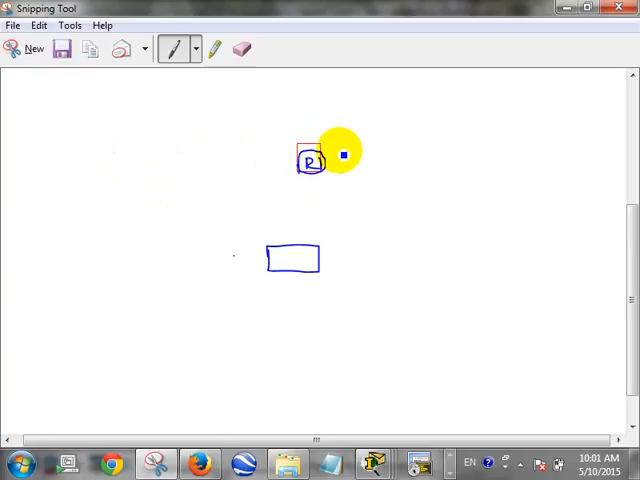 Snipping Tool
File Edit Tools Help
New
R
EN
10:01 AM
5/10/2015